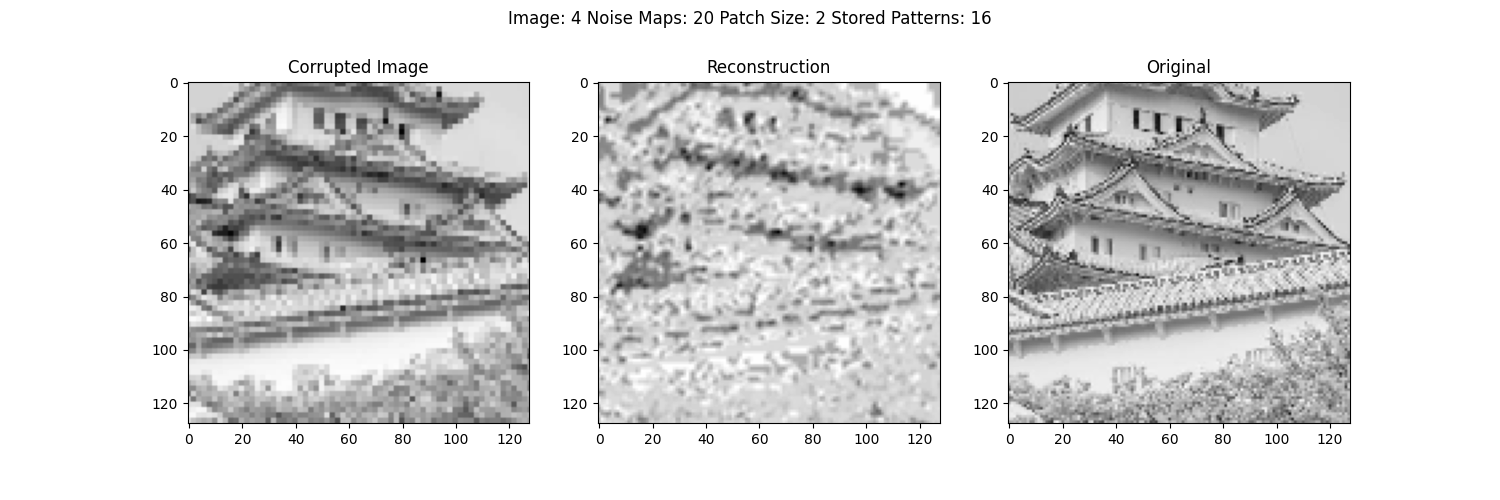 Image: 4 Noise Maps: 20 Patch Size: 2 Stored Patterns: 16
Corrupted Image Reconstruction Original
0 0 0
20 20 20
40 40 40
60 60 60
80 80 80
100 100 100
120 120 120
0 20 40 60 80 100 120 0 20 40 60 80 100 120 0 20 40 60 80 100 120